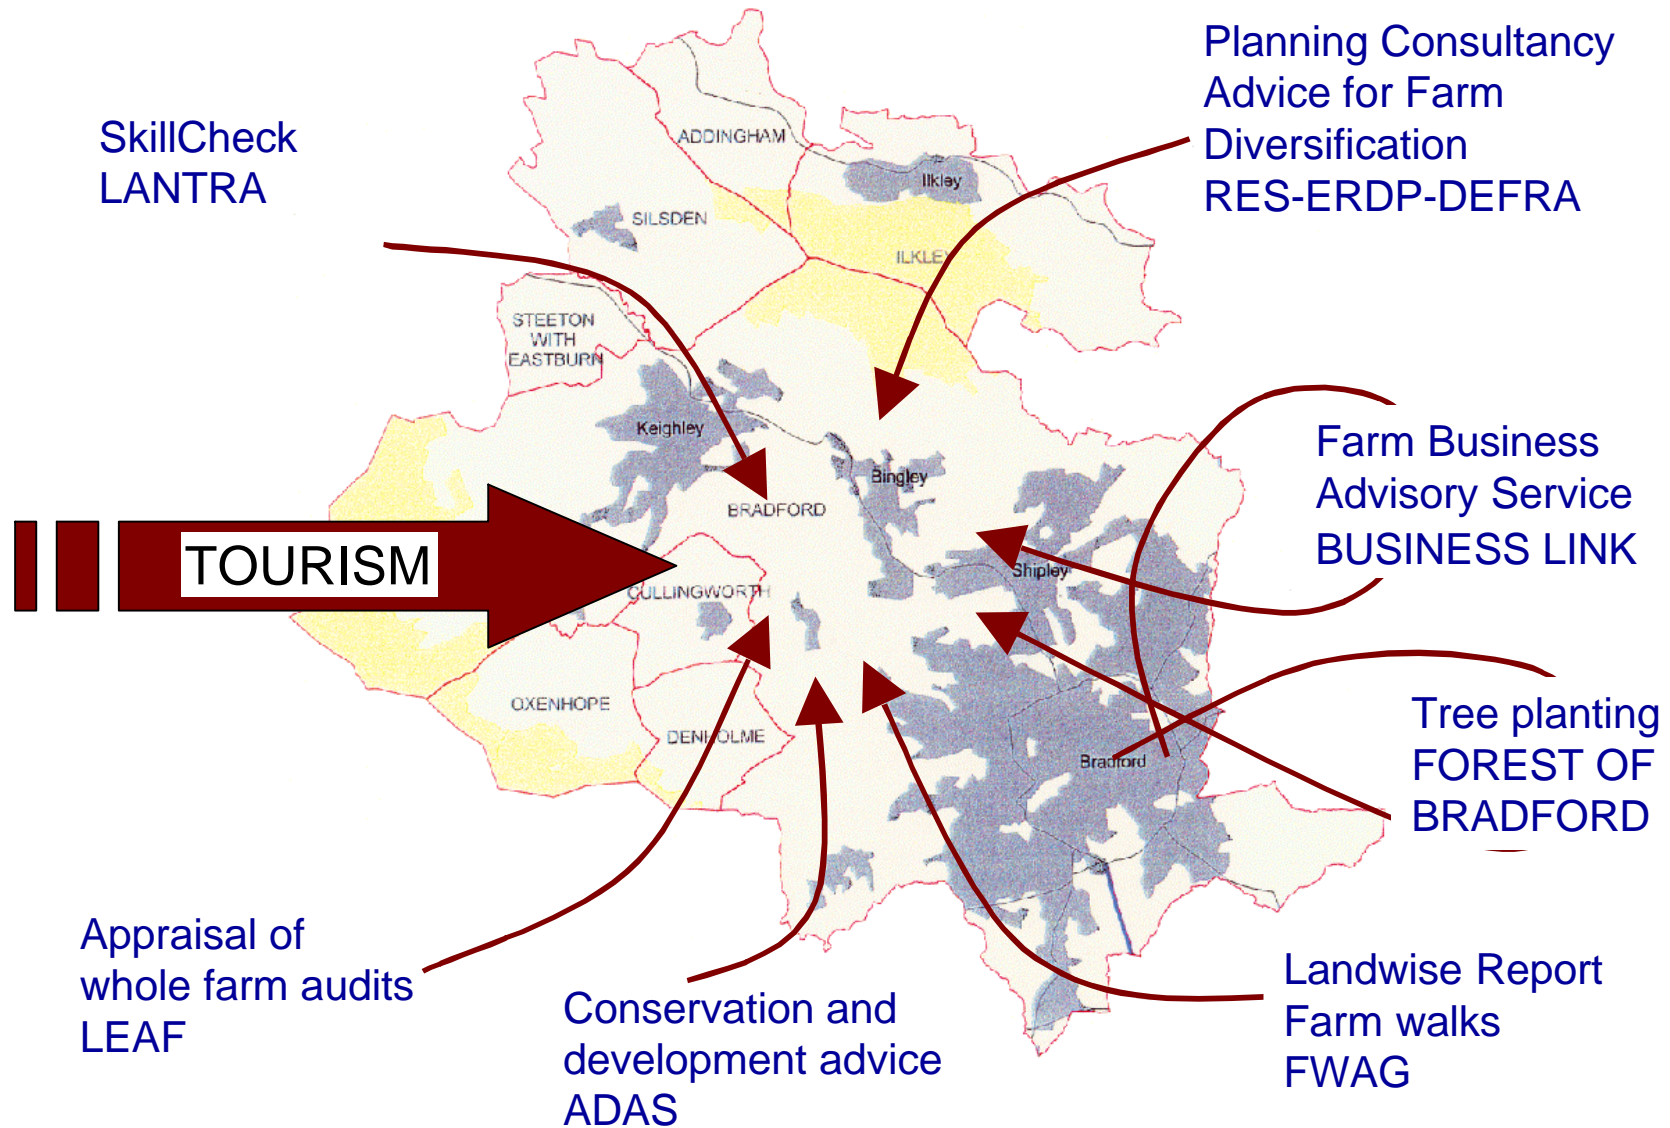 Planning Consultancy
Advice for Farm
Diversification
RES-ERDP-DEFRA
SkillCheck
LANTRA
ADDINGHAM
Ilkley
SILSDEN
ILKLEY
STEETON
WITH
EASTBURN
Keighley
Bingley
BRADFORD
Farm Business
Advisory Service
BUSINESS LINK
TOURISM
Shipley
CULLINGWORTH
OXENHOPE
DENHOLME
Bradford
Tree planting
FOREST OF
BRADFORD
Appraisal of
whole farm audits
LEAF
Conservation and
development advice
ADAS
Landwise Report
Farm walks
FWAG